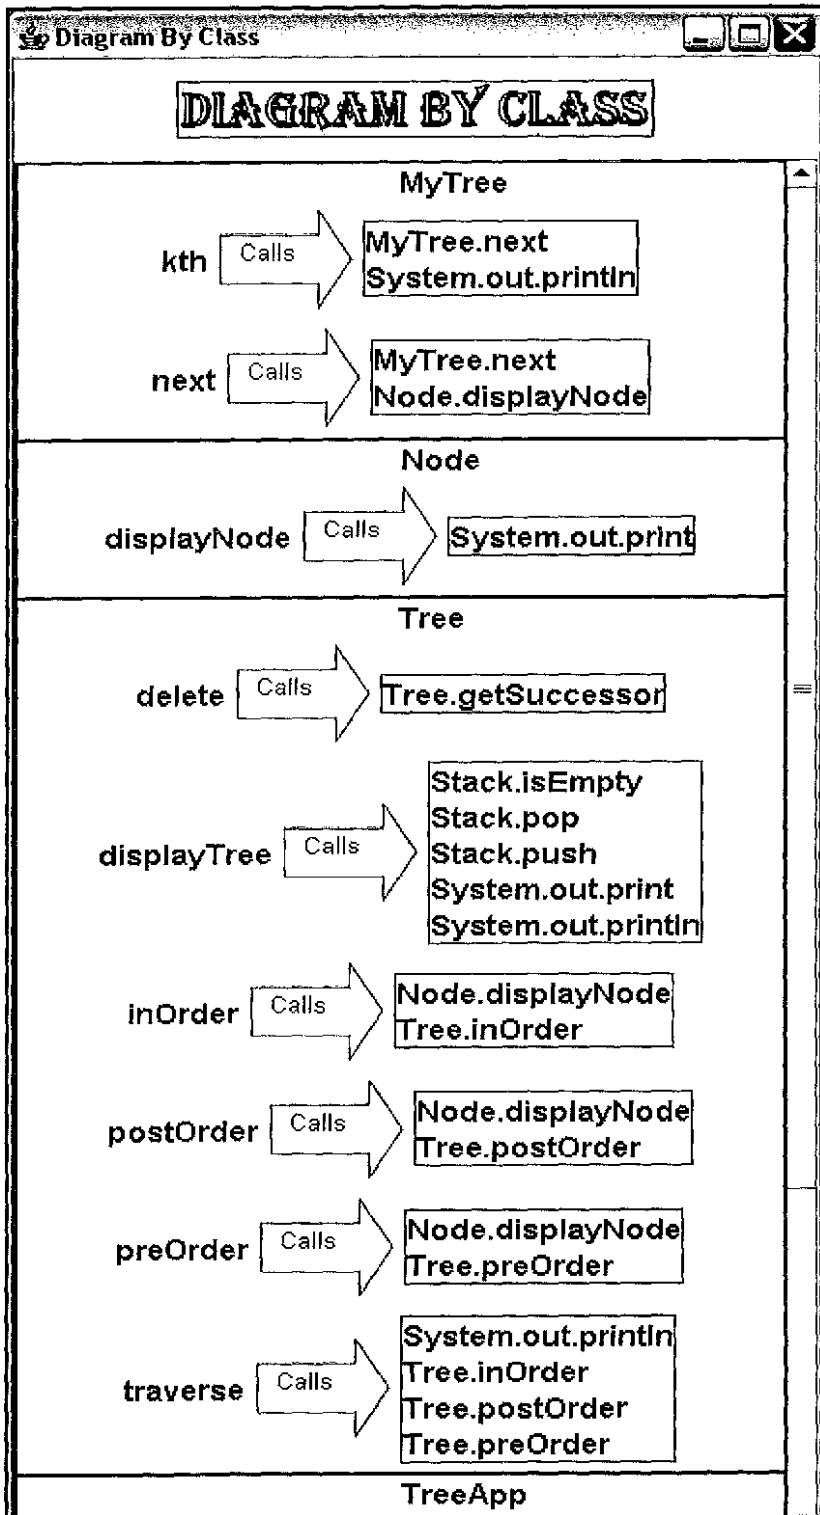 Diagram By Class
DIAGRAM BY CLASS
MyTree
kth Calls MyTree.next
System.out.println
next Calls MyTree.next
Node.displayNode
Node
displayNode Calls System.out.print
Tree
delete Calls Tree.getSuccessor
displayTree Calls Stack.isEmpty
Stack.pop
Stack.push
System.out.print
System.out.println
inOrder Calls Node.displayNode
Tree.inOrder
postOrder Calls Node.displayNode
Tree.postOrder
preOrder Calls Node.displayNode
Tree.preOrder
traverse Calls System.out.println
Tree.inOrder
Tree.postOrder
Tree.preOrder
TreeApp